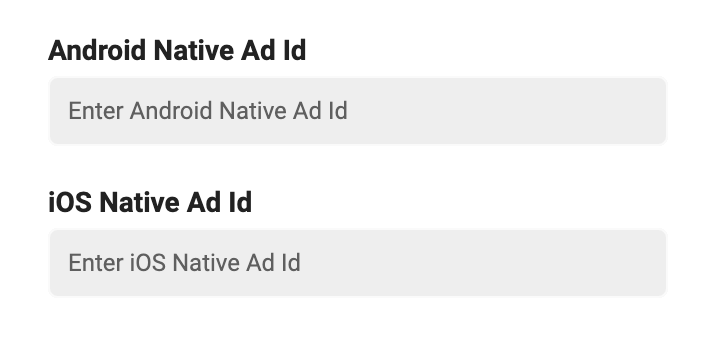 Android Native Ad Id
Enter Android Native Ad Id
iOS Native Ad Id
Enter iOS Native Ad Id